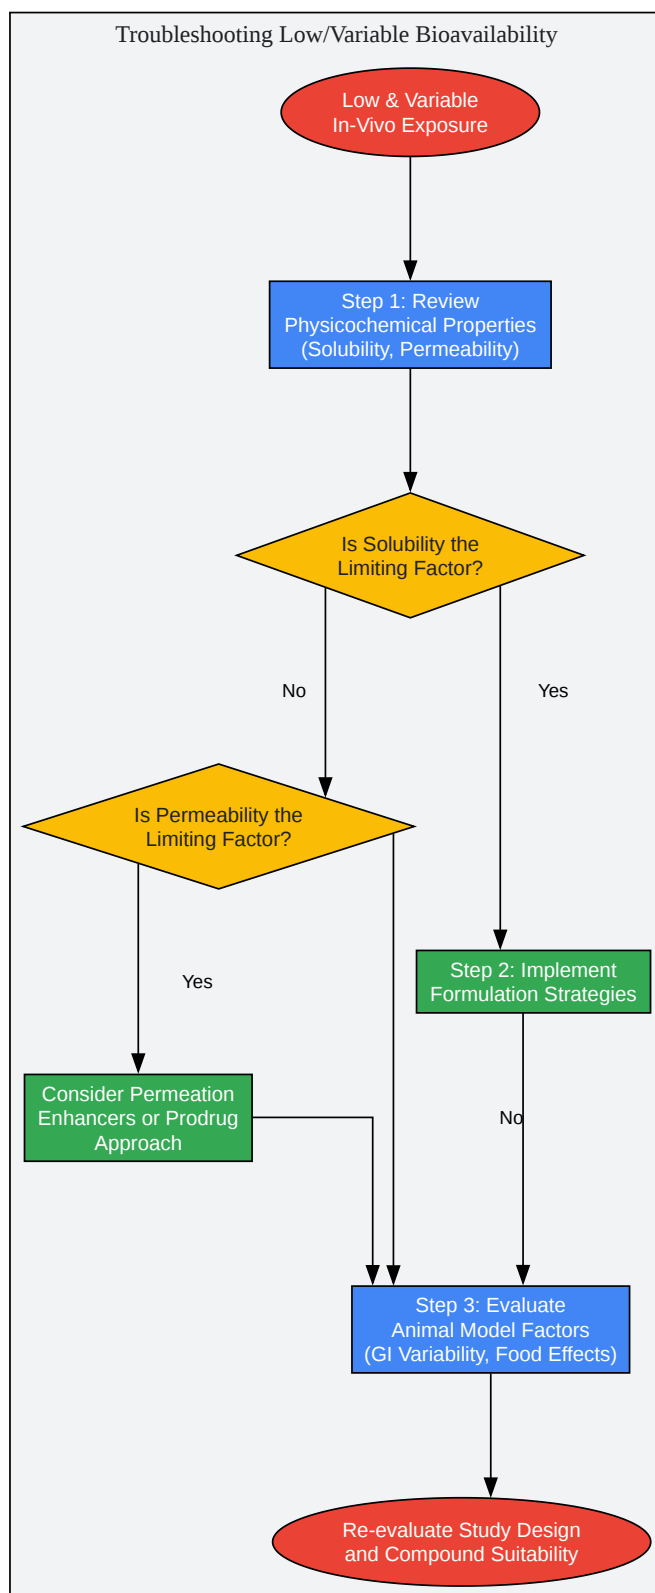 Troubleshooting Low/Variable Bioavailability
Low & Variable
In-Vivo Exposure
Step 1: Review
Physicochemical Properties
(Solubility, Permeability)
Is Solubility the
Limiting Factor?
No
Yes
Is Permeability the
Limiting Factor?
Yes
Step 2: Implement
Formulation Strategies
Consider Permeation
Enhancers or Prodrug
Approach
No
Step 3: Evaluate
Animal Model Factors
(GI Variability, Food Effects)
Re-evaluate Study Design
and Compound Suitability